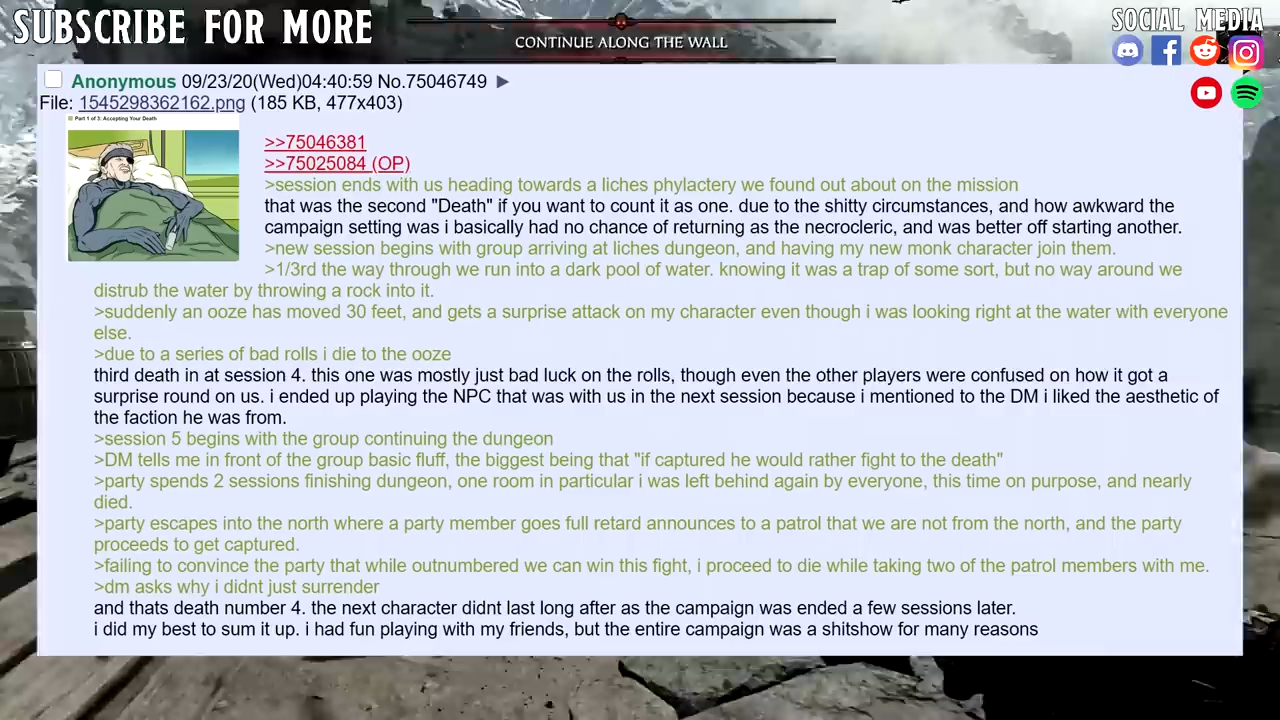 SUBSCRIBE FOR MORE
CONTINUE ALONG THE WALL
SOCIAL MEDIA
Anonymous 09/23/20(Wed)04:40:59 No.75046749 ▶
File: 1545298362162.png (185 KB, 477x403)
Part 1 of 3: Accepting Your Death
>>75046381
>>75025084 (OP)
>session ends with us heading towards a liches phylactery we found out about on the mission
that was the second "Death" if you want to count it as one. due to the shitty circumstances, and how awkward the
campaign setting was i basically had no chance of returning as the necrocleric, and was better off starting another.
>new session begins with group arriving at liches dungeon, and having my new monk character join them.
>1/3rd the way through we run into a dark pool of water. knowing it was a trap of some sort, but no way around we
distrub the water by throwing a rock into it.
>suddenly an ooze has moved 30 feet, and gets a surprise attack on my character even though i was looking right at the water with everyone
else.
>due to a series of bad rolls i die to the ooze
third death in at session 4. this one was mostly just bad luck on the rolls, though even the other players were confused on how it got a
surprise round on us. i ended up playing the NPC that was with us in the next session because i mentioned to the DM i liked the aesthetic of
the faction he was from.
>session 5 begins with the group continuing the dungeon
>DM tells me in front of the group basic fluff, the biggest being that "if captured he would rather fight to the death"
>party spends 2 sessions finishing dungeon, one room in particular i was left behind again by everyone, this time on purpose, and nearly
died.
>party escapes into the north where a party member goes full retard announces to a patrol that we are not from the north, and the party
proceeds to get captured.
>failing to convince the party that while outnumbered we can win this fight, i proceed to die while taking two of the patrol members with me.
>dm asks why i didnt just surrender
and thats death number 4. the next character didnt last long after as the campaign was ended a few sessions later.
i did my best to sum it up. i had fun playing with my friends, but the entire campaign was a shitshow for many reasons